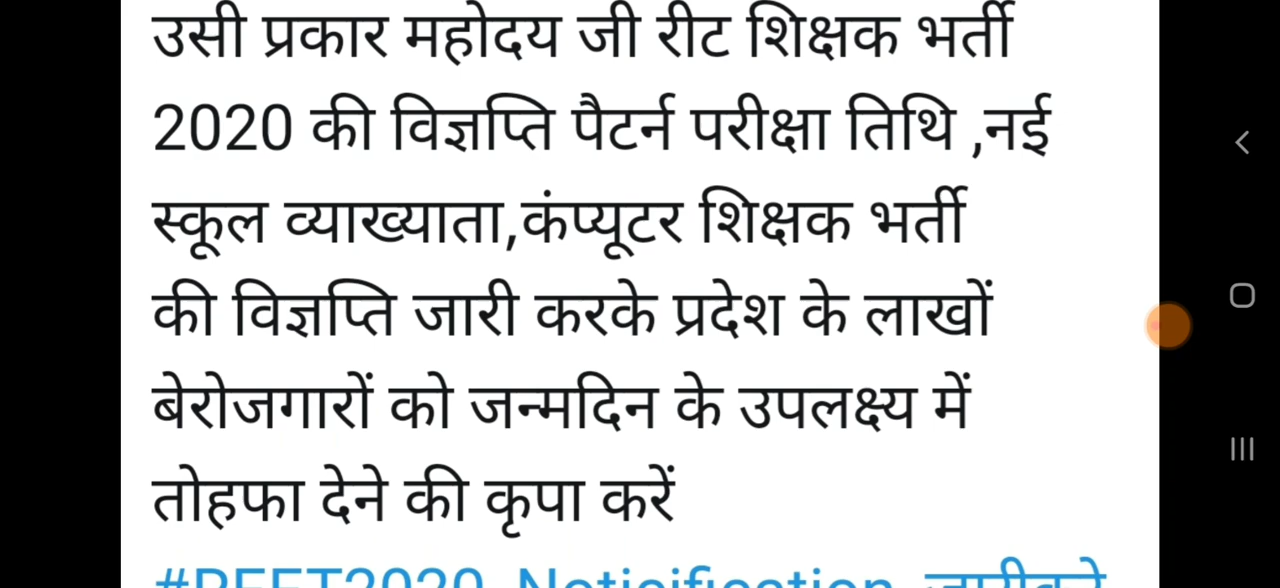 उसी प्रकार महोदय जी रीट शिक्षक भर्ती
2020 की विज्ञप्ति पैटर्न परीक्षा तिथि ,नई
स्कूल व्याख्याता,कंप्यूटर शिक्षक भर्ती
की विज्ञप्ति जारी करके प्रदेश के लाखों
बेरोजगारों को जन्मदिन के उपलक्ष्य में
तोहफा देने की कृपा करें